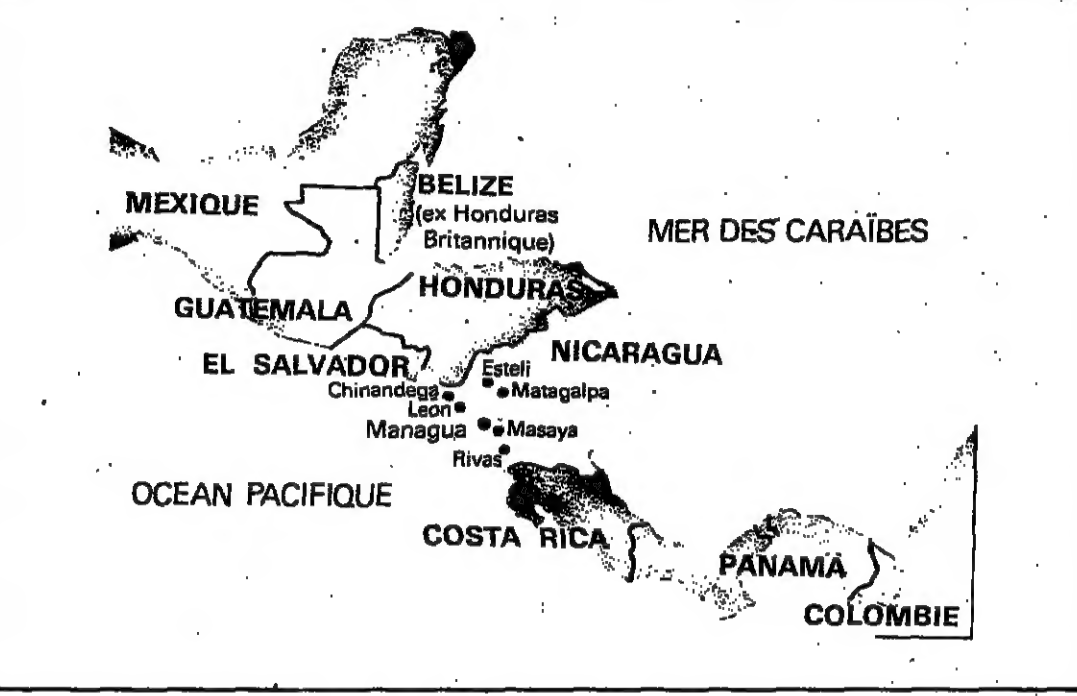 MEXIQUE
BELIZE
(ex Honduras
Britannique)
MER DES CARAÏBES
HONDURAS
GUATEMALA
NICARAGUA
EL SALVADOR
Esteli
Chinandega
Matagalpa
Leon
Managua
Masaya
Rivas
OCEAN PACIFIQUE
COSTA RICA
PANAMA
COLOMBIE